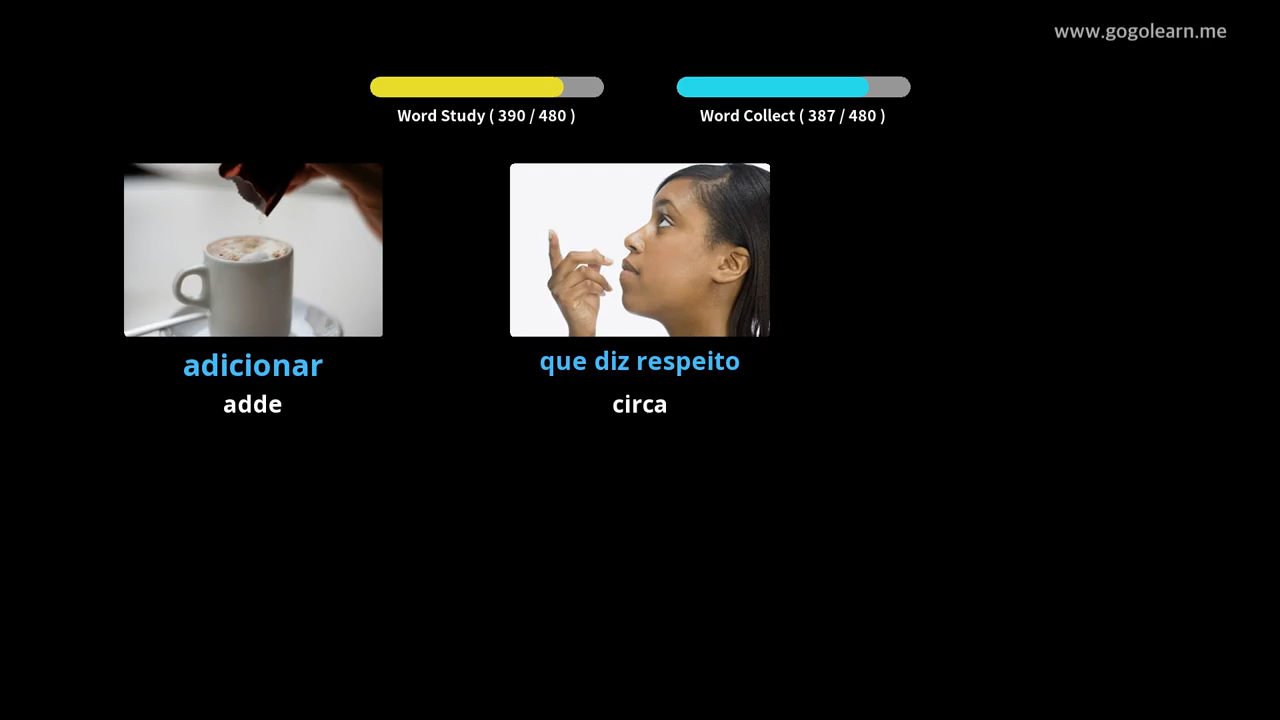 www.gogolearn.me
Word Study ( 390 / 480 )
Word Collect ( 387 / 480 )
adicionar
adde
que diz respeito
circa